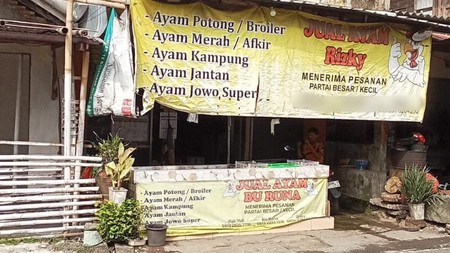 - Ayam Potong / Broiler
- Ayam Merah / Afkir
- Ayam Kampung
- Ayam Jantan
- Ayam Jowo Super
JUAL AYAM
Rizky
MENERIMA PESANAN
PARTAI BESAR / KECIL
- Ayam Potong / Broiler
- Ayam Merah / Afkir
- Ayam Kampung
- Ayam Jantan
- Ayam Jowo Super
JUAL AYAM
BU RUNA
MENERIMA PESANAN
PARTAI BESAR / KECIL